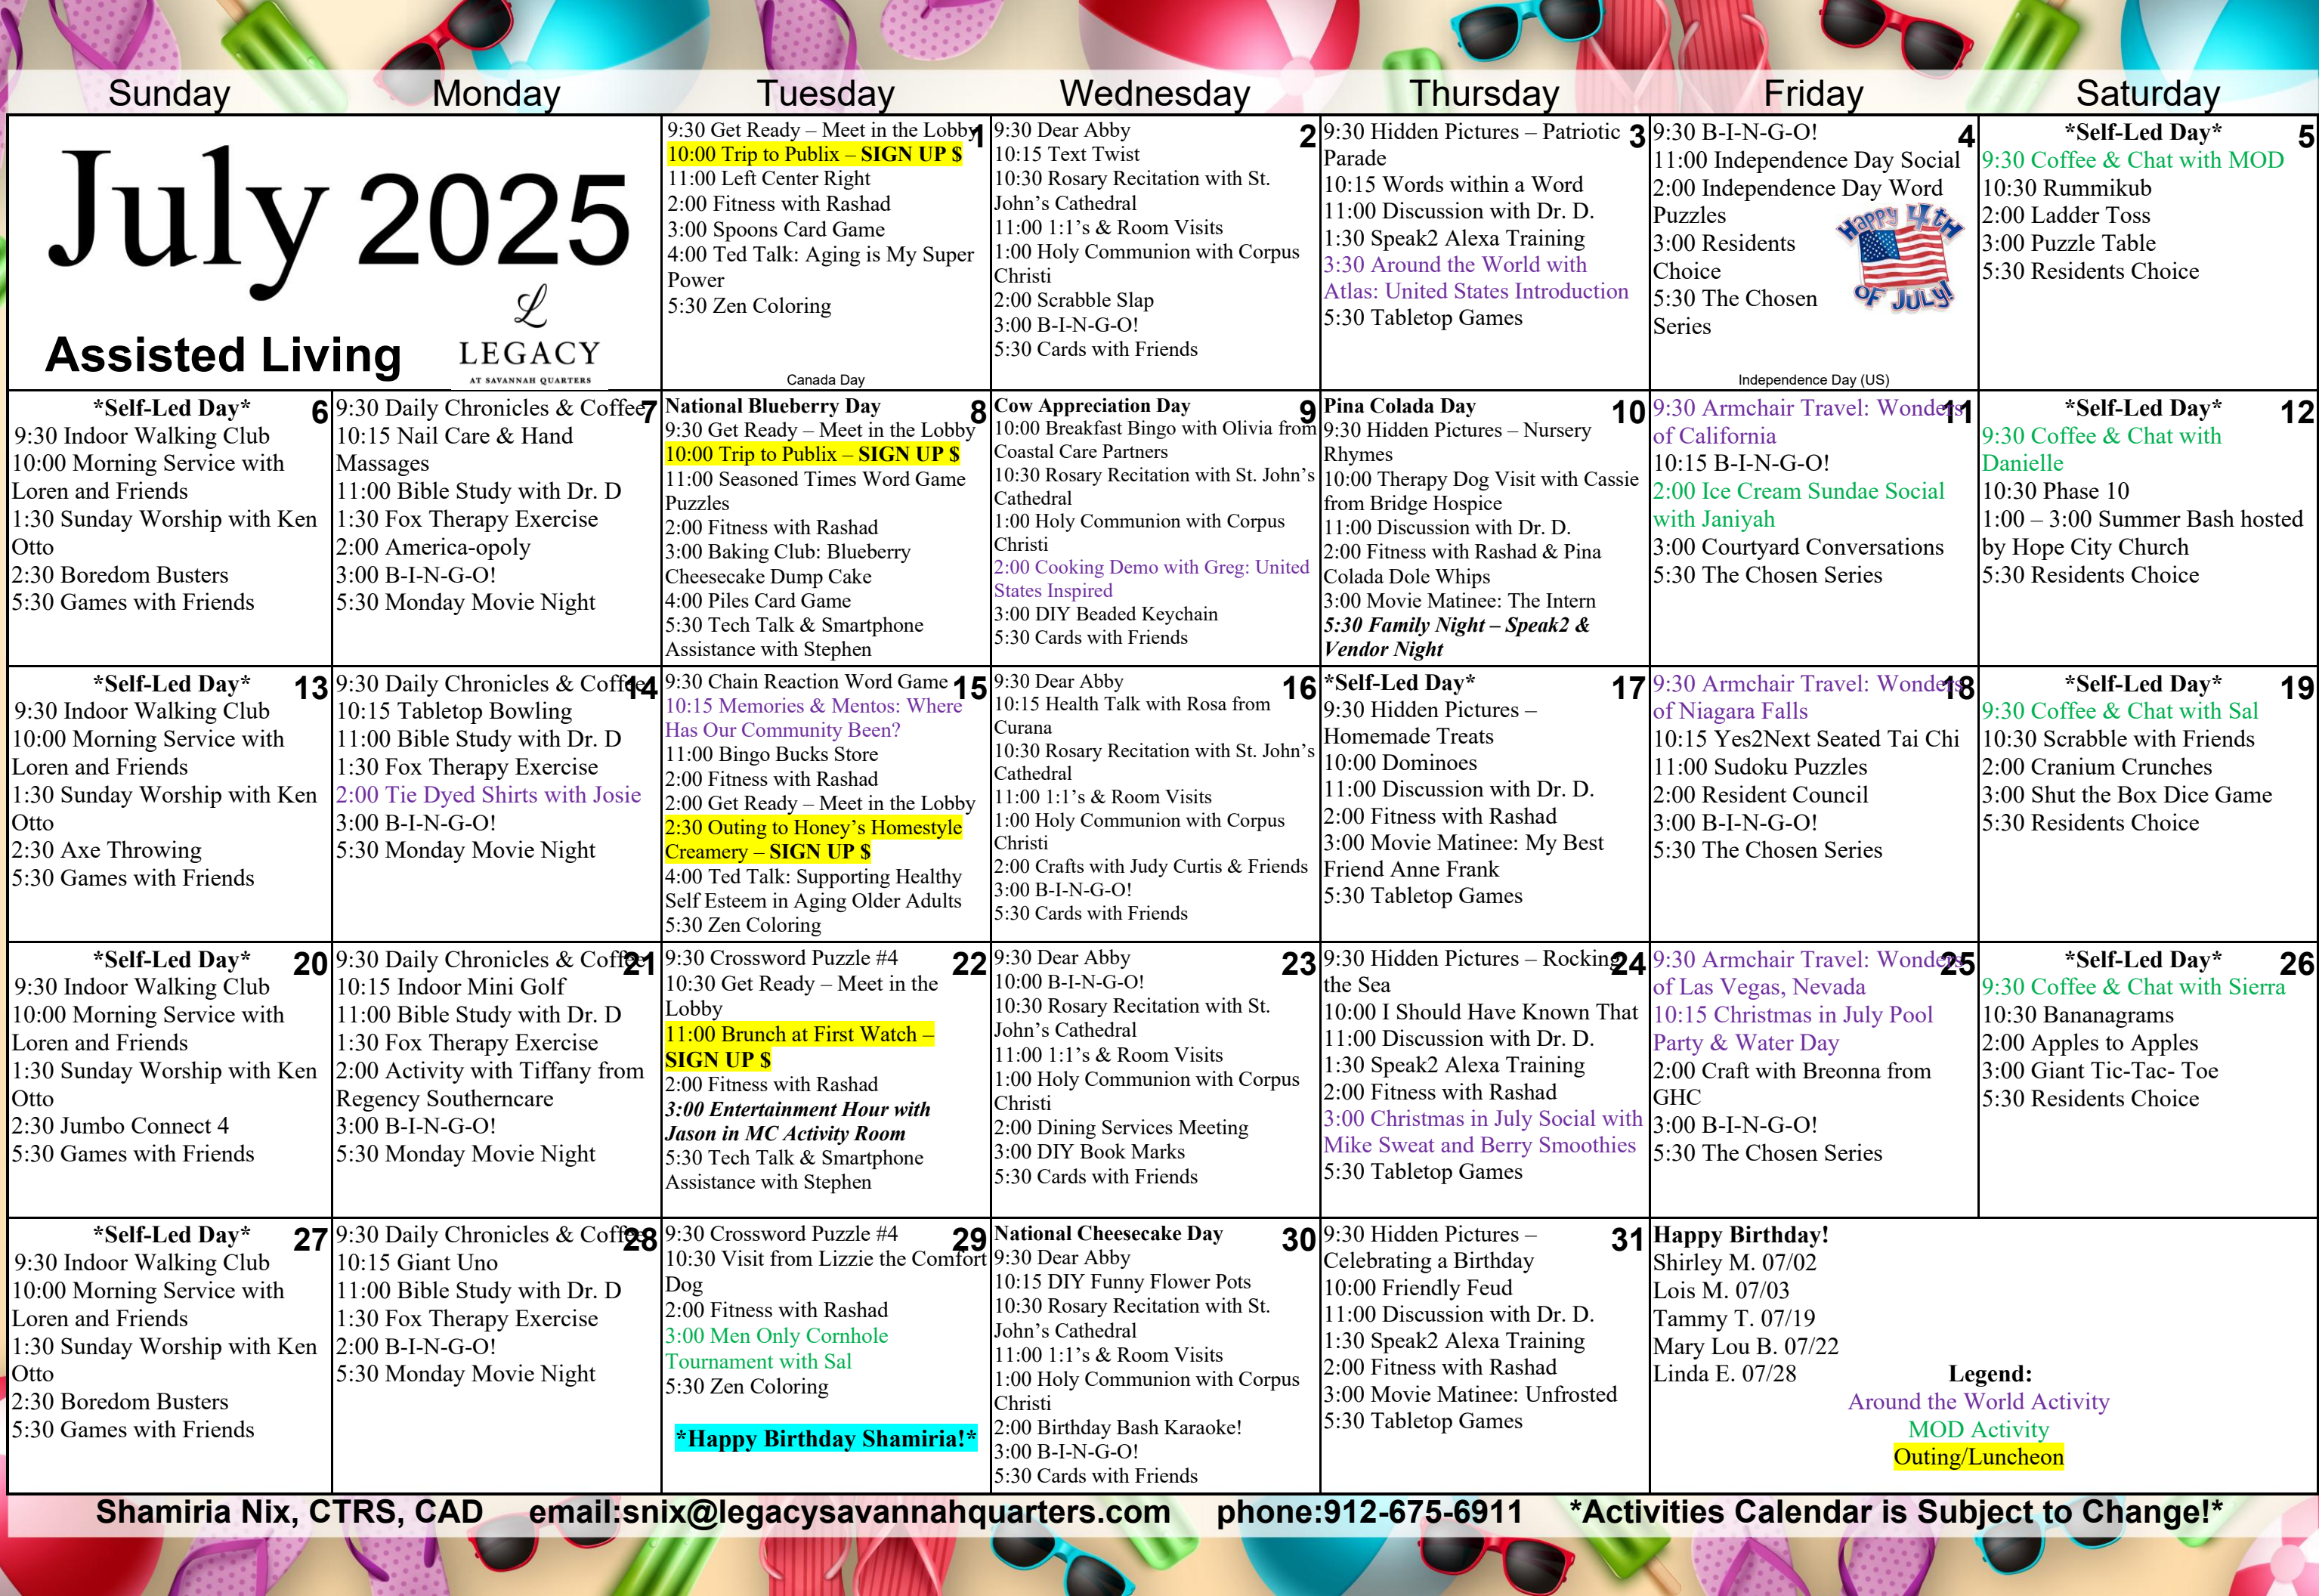 Sunday Monday Tuesday Wednesday Thursday Friday Saturday
July 2025
Assisted Living
L
LEGACY
AT SAVANNAH QUARTERS
1
9:30 Get Ready – Meet in the Lobby
10:00 Trip to Publix – SIGN UP $
11:00 Left Center Right
2:00 Fitness with Rashad
3:00 Spoons Card Game
4:00 Ted Talk: Aging is My Super
Power
5:30 Zen Coloring
Canada Day
2
9:30 Dear Abby
10:15 Text Twist
10:30 Rosary Recitation with St.
John's Cathedral
11:00 1:1's & Room Visits
1:00 Holy Communion with Corpus
Christi
2:00 Scrabble Slap
3:00 B-I-N-G-O!
5:30 Cards with Friends
3
9:30 Hidden Pictures – Patriotic
Parade
10:15 Words within a Word
11:00 Discussion with Dr. D.
1:30 Speak2 Alexa Training
3:30 Around the World with
Atlas: United States Introduction
5:30 Tabletop Games
4
9:30 B-I-N-G-O!
11:00 Independence Day Social
2:00 Independence Day Word
Puzzles
3:00 Residents
Choice
5:30 The Chosen
Series
HAPPY 4TH
OF JULY!
Independence Day (US)
5
*Self-Led Day*
9:30 Coffee & Chat with MOD
10:30 Rummikub
2:00 Ladder Toss
3:00 Puzzle Table
5:30 Residents Choice
6
*Self-Led Day*
9:30 Indoor Walking Club
10:00 Morning Service with
Loren and Friends
1:30 Sunday Worship with Ken
Otto
2:30 Boredom Busters
5:30 Games with Friends
7
9:30 Daily Chronicles & Coffee
10:15 Nail Care & Hand
Massages
11:00 Bible Study with Dr. D
1:30 Fox Therapy Exercise
2:00 America-opoly
3:00 B-I-N-G-O!
5:30 Monday Movie Night
8
National Blueberry Day
9:30 Get Ready – Meet in the Lobby
10:00 Trip to Publix – SIGN UP $
11:00 Seasoned Times Word Game
Puzzles
2:00 Fitness with Rashad
3:00 Baking Club: Blueberry
Cheesecake Dump Cake
4:00 Piles Card Game
5:30 Tech Talk & Smartphone
Assistance with Stephen
9
Cow Appreciation Day
10:00 Breakfast Bingo with Olivia from
Coastal Care Partners
10:30 Rosary Recitation with St. John's
Cathedral
1:00 Holy Communion with Corpus
Christi
2:00 Cooking Demo with Greg: United
States Inspired
3:00 DIY Beaded Keychain
5:30 Cards with Friends
10
Pina Colada Day
9:30 Hidden Pictures – Nursery
Rhymes
10:00 Therapy Dog Visit with Cassie
from Bridge Hospice
11:00 Discussion with Dr. D.
2:00 Fitness with Rashad & Pina
Colada Dole Whips
3:00 Movie Matinee: The Intern
5:30 Family Night – Speak2 &
Vendor Night
11
9:30 Armchair Travel: Wonders
of California
10:15 B-I-N-G-O!
2:00 Ice Cream Sundae Social
with Janiyah
3:00 Courtyard Conversations
5:30 The Chosen Series
12
*Self-Led Day*
9:30 Coffee & Chat with
Danielle
10:30 Phase 10
1:00 – 3:00 Summer Bash hosted
by Hope City Church
5:30 Residents Choice
13
*Self-Led Day*
9:30 Indoor Walking Club
10:00 Morning Service with
Loren and Friends
1:30 Sunday Worship with Ken
Otto
2:30 Axe Throwing
5:30 Games with Friends
14
9:30 Daily Chronicles & Coffee
10:15 Tabletop Bowling
11:00 Bible Study with Dr. D
1:30 Fox Therapy Exercise
2:00 Tie Dyed Shirts with Josie
3:00 B-I-N-G-O!
5:30 Monday Movie Night
15
9:30 Chain Reaction Word Game
10:15 Memories & Mentos: Where
Has Our Community Been?
11:00 Bingo Bucks Store
2:00 Fitness with Rashad
2:00 Get Ready – Meet in the Lobby
2:30 Outing to Honey's Homestyle
Creamery – SIGN UP $
4:00 Ted Talk: Supporting Healthy
Self Esteem in Aging Older Adults
5:30 Zen Coloring
16
9:30 Dear Abby
10:15 Health Talk with Rosa from
Curana
10:30 Rosary Recitation with St. John's
Cathedral
11:00 1:1's & Room Visits
1:00 Holy Communion with Corpus
Christi
2:00 Crafts with Judy Curtis & Friends
3:00 B-I-N-G-O!
5:30 Cards with Friends
17
*Self-Led Day*
9:30 Hidden Pictures –
Homemade Treats
10:00 Dominoes
11:00 Discussion with Dr. D.
2:00 Fitness with Rashad
3:00 Movie Matinee: My Best
Friend Anne Frank
5:30 Tabletop Games
18
9:30 Armchair Travel: Wonders
of Niagara Falls
10:15 Yes2Next Seated Tai Chi
11:00 Sudoku Puzzles
2:00 Resident Council
3:00 B-I-N-G-O!
5:30 The Chosen Series
19
*Self-Led Day*
9:30 Coffee & Chat with Sal
10:30 Scrabble with Friends
2:00 Cranium Crunches
3:00 Shut the Box Dice Game
5:30 Residents Choice
20
*Self-Led Day*
9:30 Indoor Walking Club
10:00 Morning Service with
Loren and Friends
1:30 Sunday Worship with Ken
Otto
2:30 Jumbo Connect 4
5:30 Games with Friends
21
9:30 Daily Chronicles & Coffee
10:15 Indoor Mini Golf
11:00 Bible Study with Dr. D
1:30 Fox Therapy Exercise
2:00 Activity with Tiffany from
Regency Southerncare
3:00 B-I-N-G-O!
5:30 Monday Movie Night
22
9:30 Crossword Puzzle #4
10:30 Get Ready – Meet in the
Lobby
11:00 Brunch at First Watch –
SIGN UP $
2:00 Fitness with Rashad
3:00 Entertainment Hour with
Jason in MC Activity Room
5:30 Tech Talk & Smartphone
Assistance with Stephen
23
9:30 Dear Abby
10:00 B-I-N-G-O!
10:30 Rosary Recitation with St.
John's Cathedral
11:00 1:1's & Room Visits
1:00 Holy Communion with Corpus
Christi
2:00 Dining Services Meeting
3:00 DIY Book Marks
5:30 Cards with Friends
24
9:30 Hidden Pictures – Rocking
the Sea
10:00 I Should Have Known That
11:00 Discussion with Dr. D.
1:30 Speak2 Alexa Training
2:00 Fitness with Rashad
3:00 Christmas in July Social with
Mike Sweat and Berry Smoothies
5:30 Tabletop Games
25
9:30 Armchair Travel: Wonders
of Las Vegas, Nevada
10:15 Christmas in July Pool
Party & Water Day
2:00 Craft with Breonna from
GHC
3:00 B-I-N-G-O!
5:30 The Chosen Series
26
*Self-Led Day*
9:30 Coffee & Chat with Sierra
10:30 Bananagrams
2:00 Apples to Apples
3:00 Giant Tic-Tac- Toe
5:30 Residents Choice
27
*Self-Led Day*
9:30 Indoor Walking Club
10:00 Morning Service with
Loren and Friends
1:30 Sunday Worship with Ken
Otto
2:30 Boredom Busters
5:30 Games with Friends
28
9:30 Daily Chronicles & Coffee
10:15 Giant Uno
11:00 Bible Study with Dr. D
1:30 Fox Therapy Exercise
2:00 B-I-N-G-O!
5:30 Monday Movie Night
29
9:30 Crossword Puzzle #4
10:30 Visit from Lizzie the Comfort
Dog
2:00 Fitness with Rashad
3:00 Men Only Cornhole
Tournament with Sal
5:30 Zen Coloring
*Happy Birthday Shamiria!*
30
National Cheesecake Day
9:30 Dear Abby
10:15 DIY Funny Flower Pots
10:30 Rosary Recitation with St.
John's Cathedral
11:00 1:1's & Room Visits
1:00 Holy Communion with Corpus
Christi
2:00 Birthday Bash Karaoke!
3:00 B-I-N-G-O!
5:30 Cards with Friends
31
9:30 Hidden Pictures –
Celebrating a Birthday
10:00 Friendly Feud
11:00 Discussion with Dr. D.
1:30 Speak2 Alexa Training
2:00 Fitness with Rashad
3:00 Movie Matinee: Unfrosted
5:30 Tabletop Games
Happy Birthday!
Shirley M. 07/02
Lois M. 07/03
Tammy T. 07/19
Mary Lou B. 07/22
Linda E. 07/28
Legend:
Around the World Activity
MOD Activity
Outing/Luncheon
Shamiria Nix, CTRS, CAD email:snix@legacysavannahquarters.com phone:912-675-6911 *Activities Calendar is Subject to Change!*